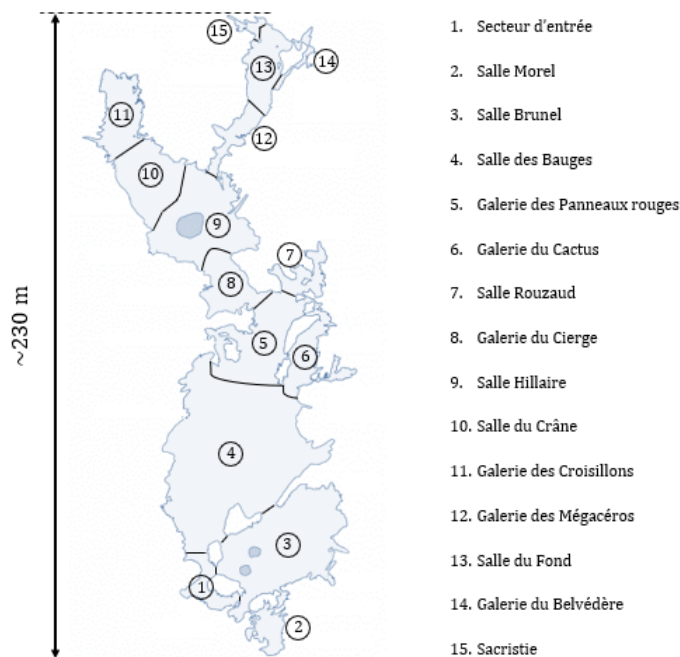 15
14
13
12
11
10
9
8
7
6
5
4
3
2
1
~230 m
1. Secteur d'entrée
2. Salle Morel
3. Salle Brunel
4. Salle des Bauges
5. Galerie des Panneaux rouges
6. Galerie du Cactus
7. Salle Rouzaud
8. Galerie du Cierge
9. Salle Hillaire
10. Salle du Crâne
11. Galerie des Croisillons
12. Galerie des Mégacéros
13. Salle du Fond
14. Galerie du Belvédère
15. Sacristie